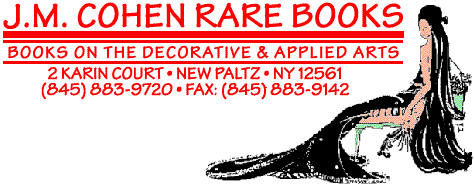 J.M. COHEN RARE BOOKS
BOOKS ON THE DECORATIVE & APPLIED ARTS
2 KARIN COURT • NEW PALTZ • NY 12561
(845) 883-9720 • FAX: (845) 883-9142